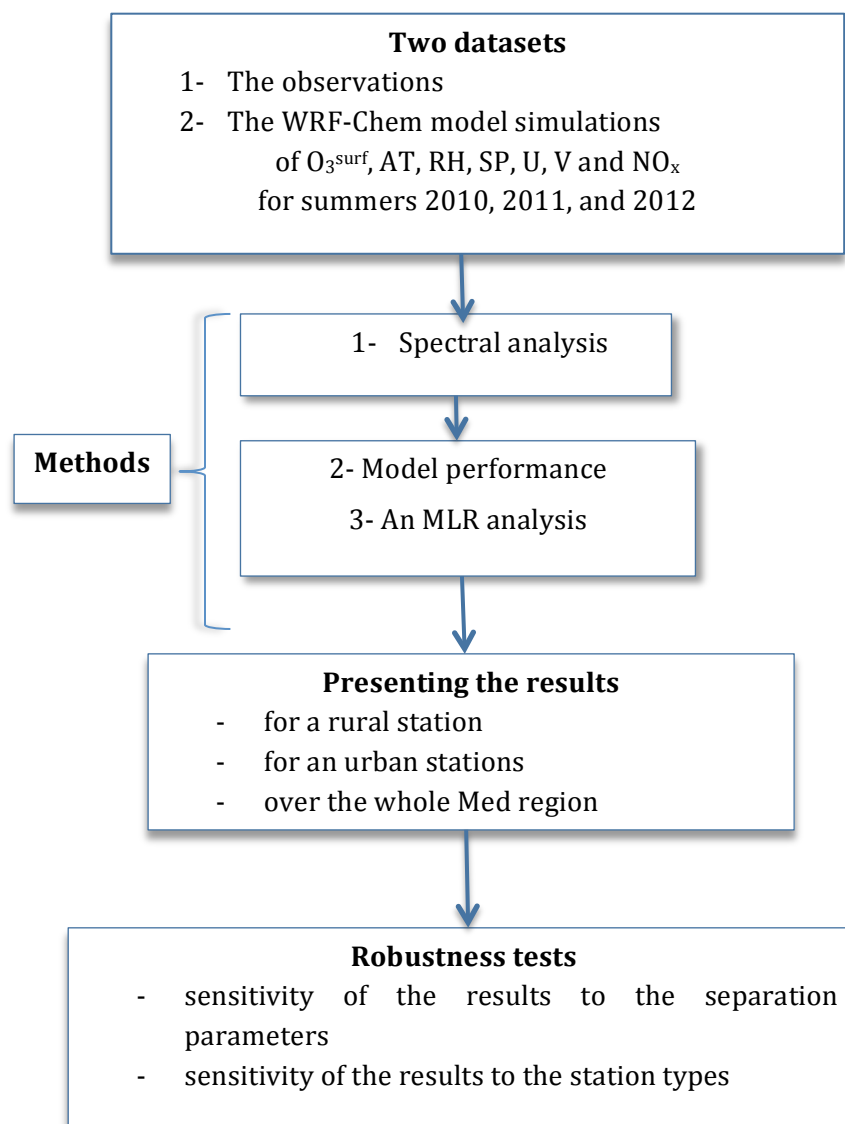 Two datasets
1- The observations
2- The WRF-Chem model simulations
of O₃ˢᵘʳᶠ, AT, RH, SP, U, V and NOₓ
for summers 2010, 2011, and 2012
1- Spectral analysis
Methods
2- Model performance
3- An MLR analysis
Presenting the results
- for a rural station
- for an urban stations
- over the whole Med region
Robustness tests
- sensitivity of the results to the separation
parameters
- sensitivity of the results to the station types